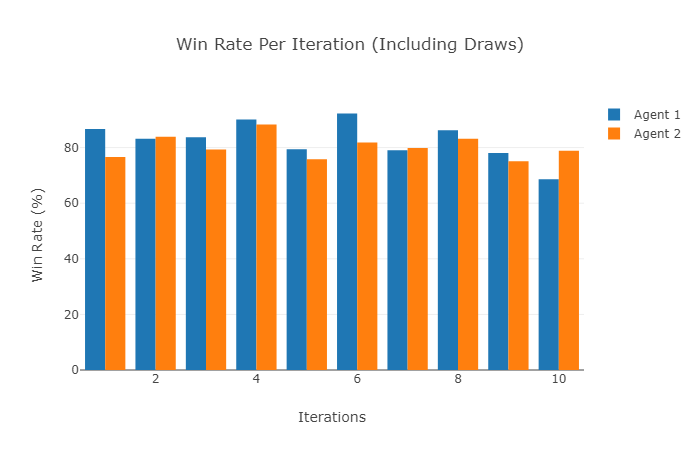 Win Rate Per Iteration (Including Draws)
Agent 1
Agent 2
Win Rate (%)
80
60
40
20
0
2 4 6 8 10
Iterations